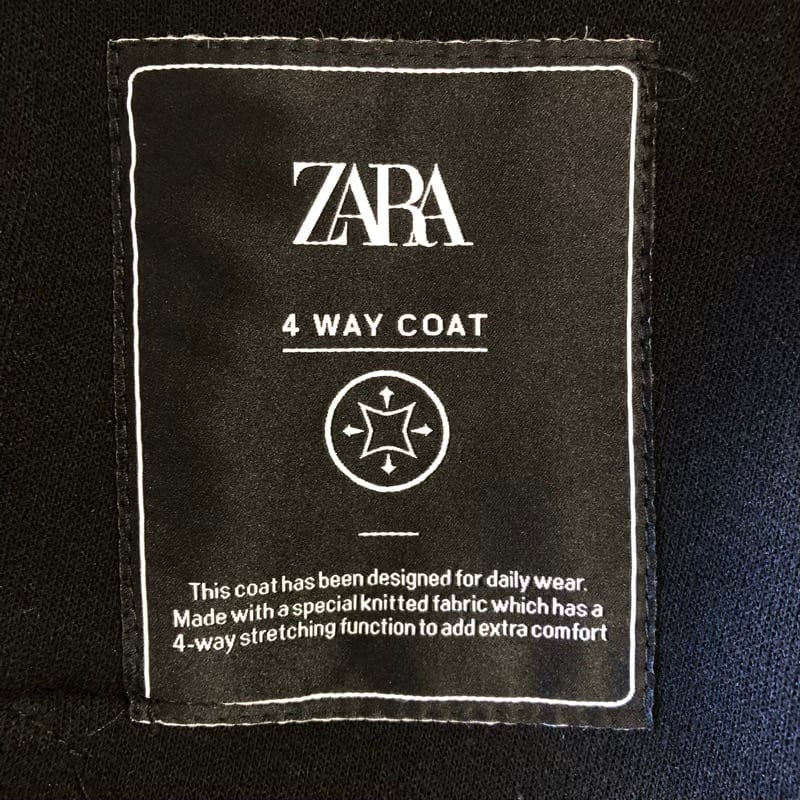 ZARA
4 WAY COAT
This coat has been designed for daily wear.
Made with a special knitted fabric which has a
4-way stretching function to add extra comfort